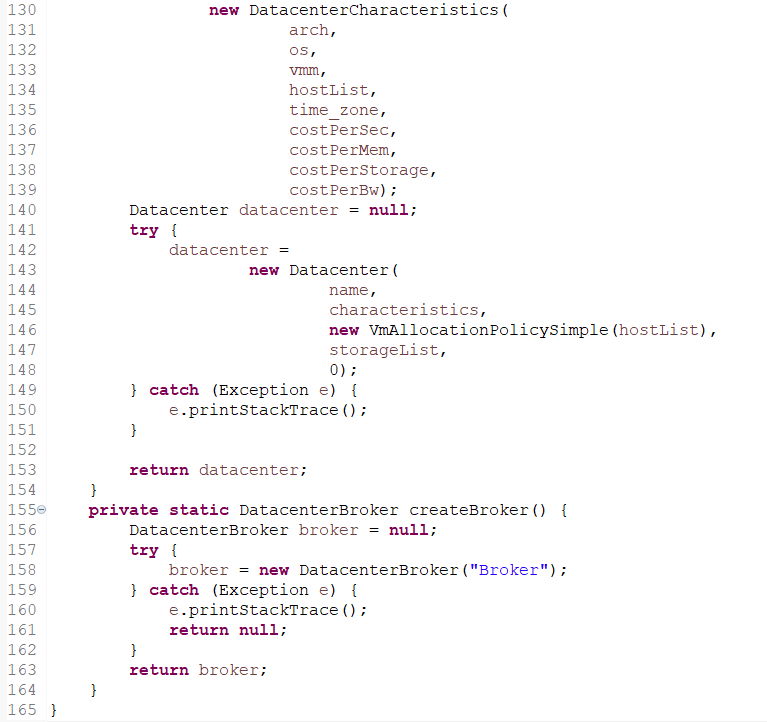 130                 new DatacenterCharacteristics(
131                         arch,
132                         os,
133                         vmm,
134                         hostList,
135                         time_zone,
136                         costPerSec,
137                         costPerMem,
138                         costPerStorage,
139                         costPerBw);
140         Datacenter datacenter = null;
141         try {
142             datacenter =
143                     new Datacenter(
144                             name,
145                             characteristics,
146                             new VmAllocationPolicySimple(hostList),
147                             storageList,
148                             0);
149         } catch (Exception e) {
150             e.printStackTrace();
151         }
152
153         return datacenter;
154     }
155     private static DatacenterBroker createBroker() {
156         DatacenterBroker broker = null;
157         try {
158             broker = new DatacenterBroker("Broker");
159         } catch (Exception e) {
160             e.printStackTrace();
161             return null;
162         }
163         return broker;
164     }
165 }